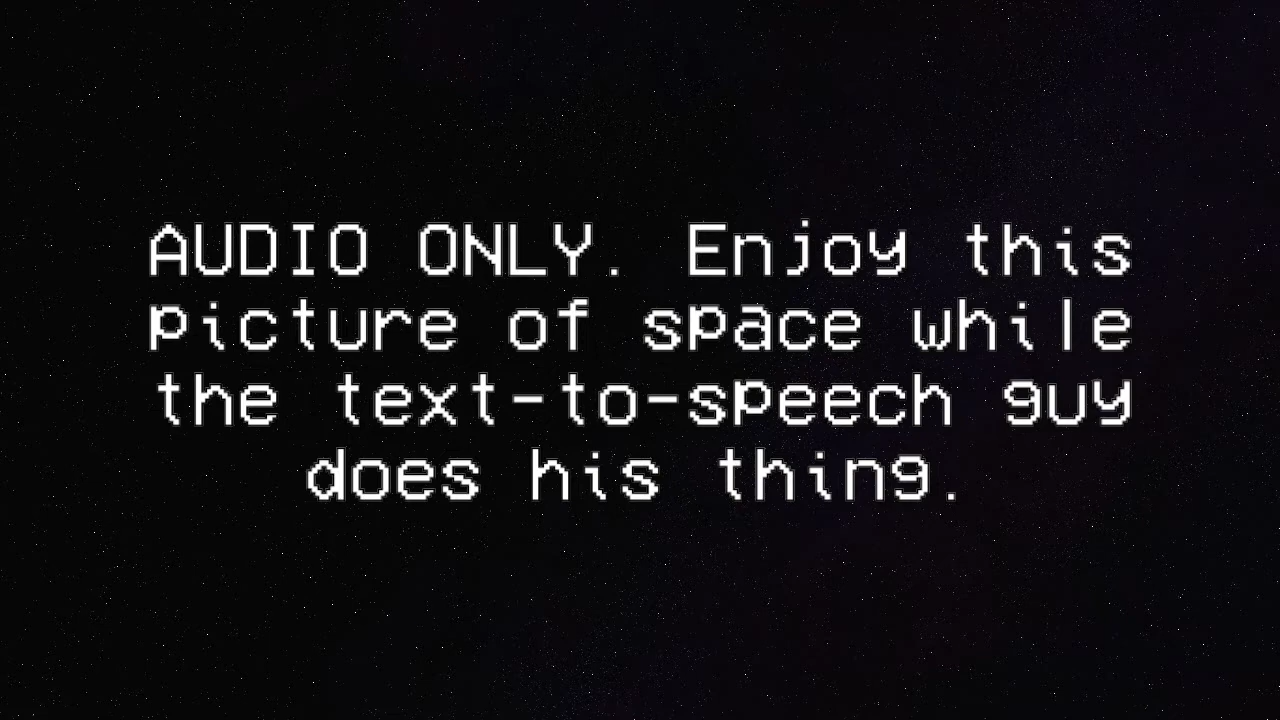 AUDIO ONLY. Enjoy this
picture of space while
the text-to-speech guy
does his thing.